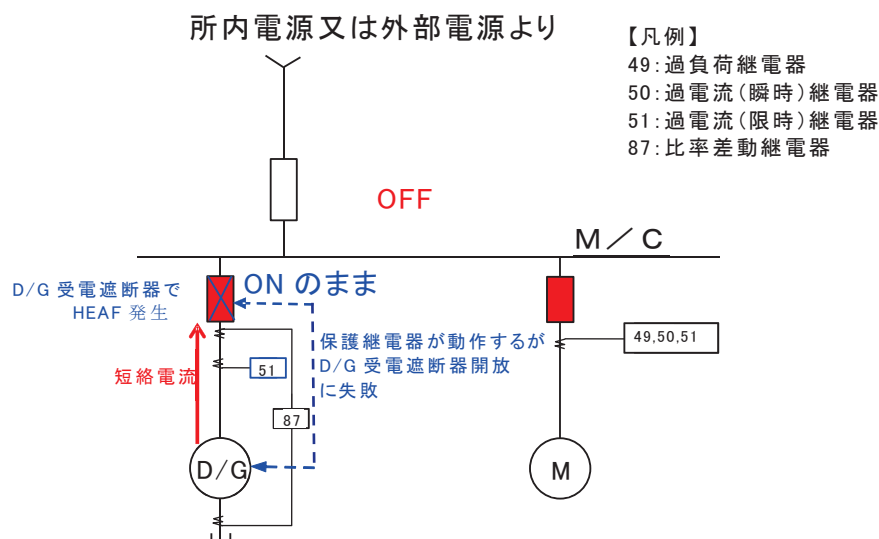 所内電源又は外部電源より
【凡例】
49:過負荷継電器
50:過電流(瞬時)継電器
51:過電流(限時)継電器
87:比率差動継電器
OFF
M/C
D/G 受電遮断器で
HEAF 発生
ON のまま
保護継電器が動作するが
D/G 受電遮断器開放
に失敗
短絡電流
51
87
49,50,51
D/G
M